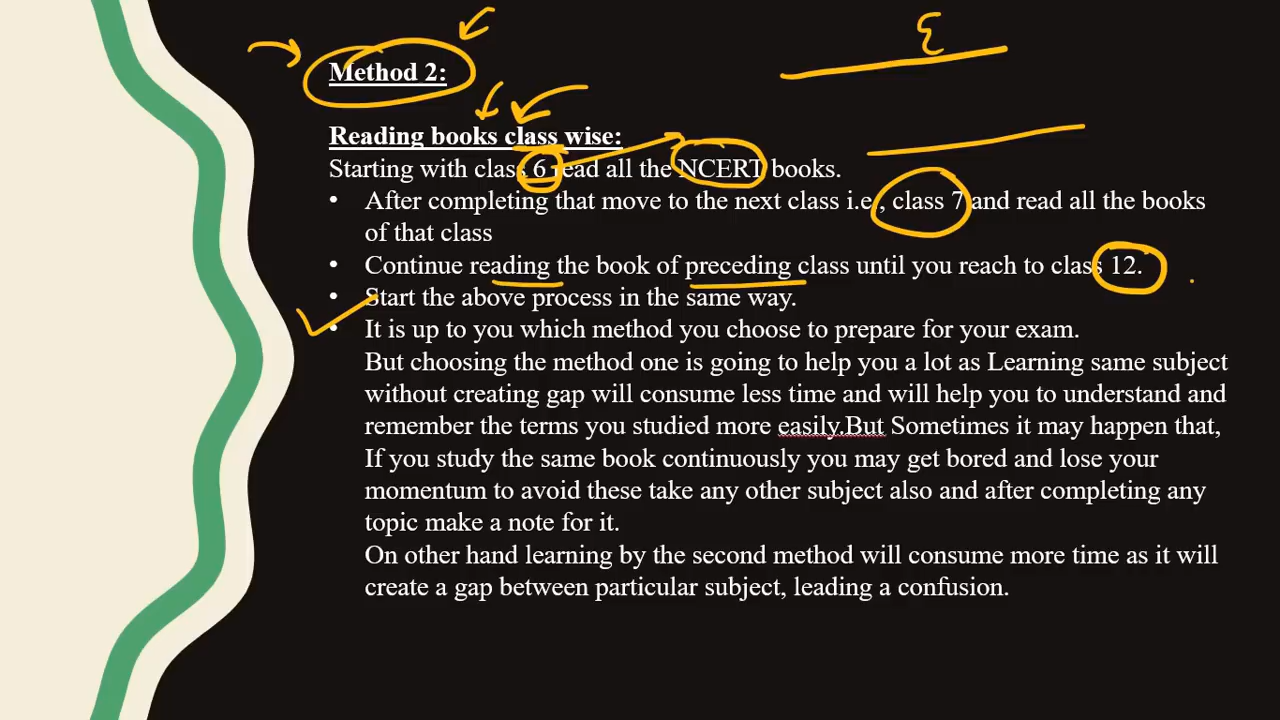 Method 2:
Reading books class wise:
Starting with class 6 read all the NCERT books.
• After completing that move to the next class i.e., class 7 and read all the books
of that class
• Continue reading the book of preceding class until you reach to class 12.
• Start the above process in the same way.
• It is up to you which method you choose to prepare for your exam.
But choosing the method one is going to help you a lot as Learning same subject
without creating gap will consume less time and will help you to understand and
remember the terms you studied more easily.But Sometimes it may happen that,
If you study the same book continuously you may get bored and lose your
momentum to avoid these take any other subject also and after completing any
topic make a note for it.
On other hand learning by the second method will consume more time as it will
create a gap between particular subject, leading a confusion.